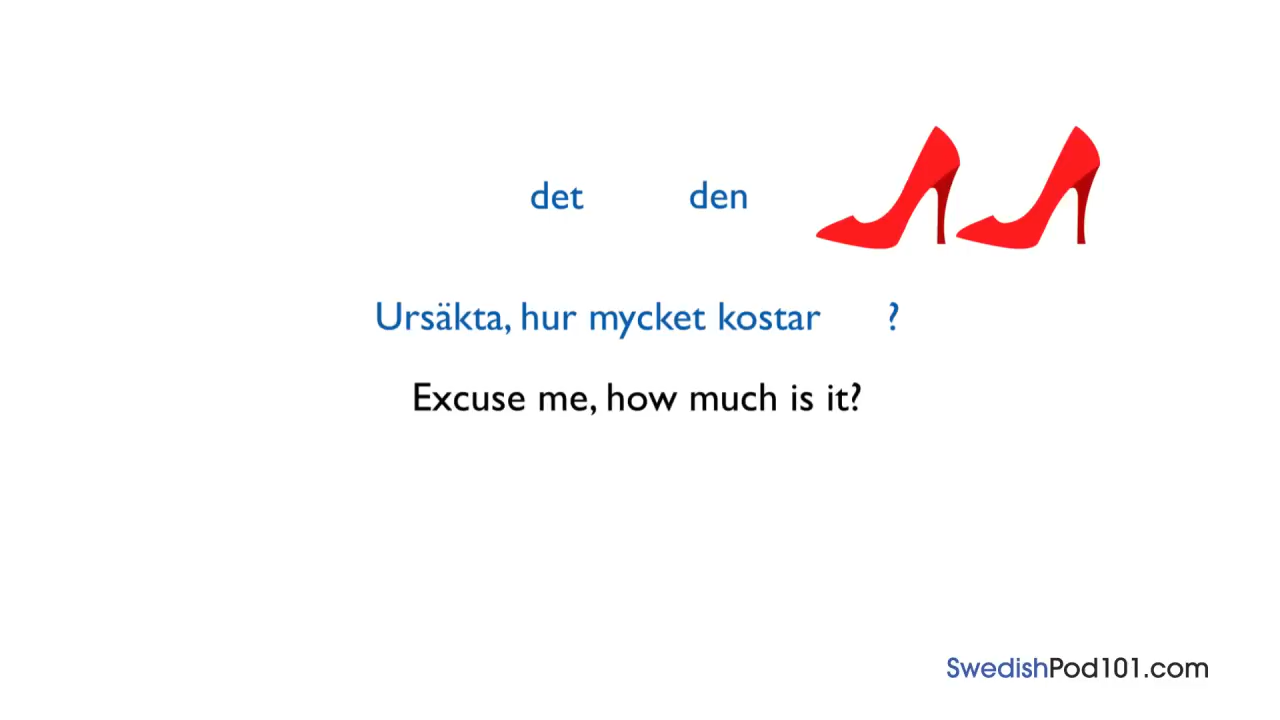 det den
Ursäkta, hur mycket kostar ?
Excuse me, how much is it?
SwedishPod101.com